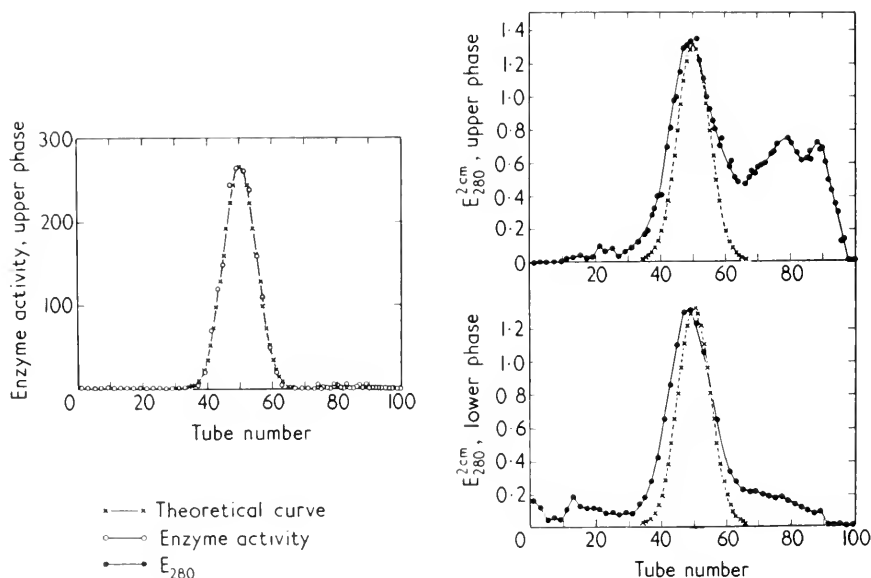 Enzyme activity, upper phase
300
200
100
0 20 40 60 80 100
Tube number
×—× Theoretical curve
○—○ Enzyme activity
●—● E280
E 2cm 280, upper phase
1·4
1·2
1·0
0·8
0·6
0·4
0·2
0
20 40 60 80 100
E 2cm 280, lower phase
1·2
1·0
0·8
0·6
0·4
0·2
0 20 40 60 80 100
Tube number